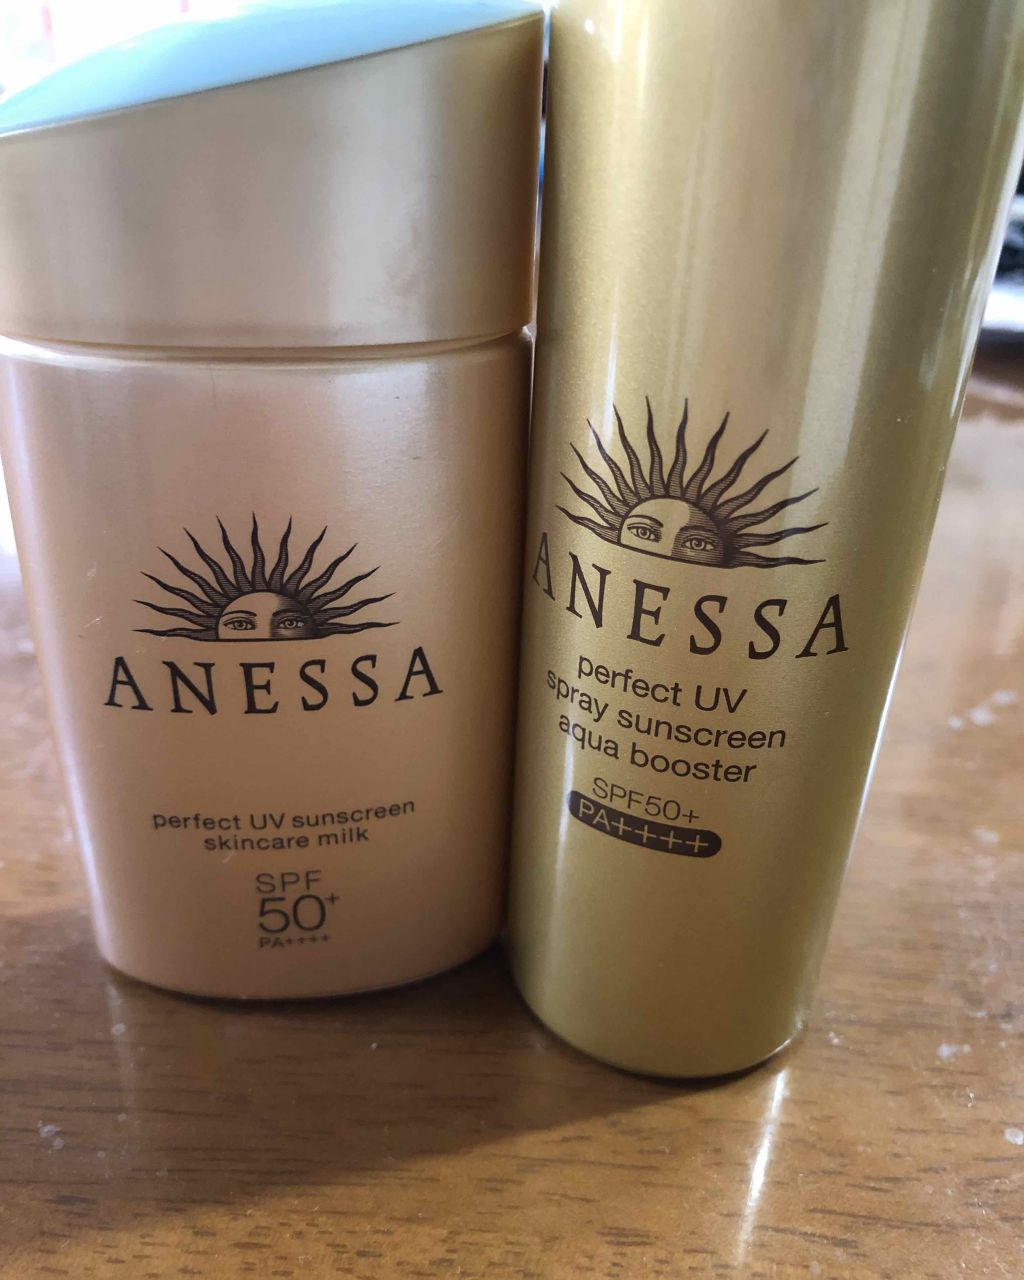 ANESSA
perfect UV sunscreen
skincare milk
SPF
50+
PA++++
ANESSA
perfect UV
spray sunscreen
aqua booster
SPF50+
PA++++